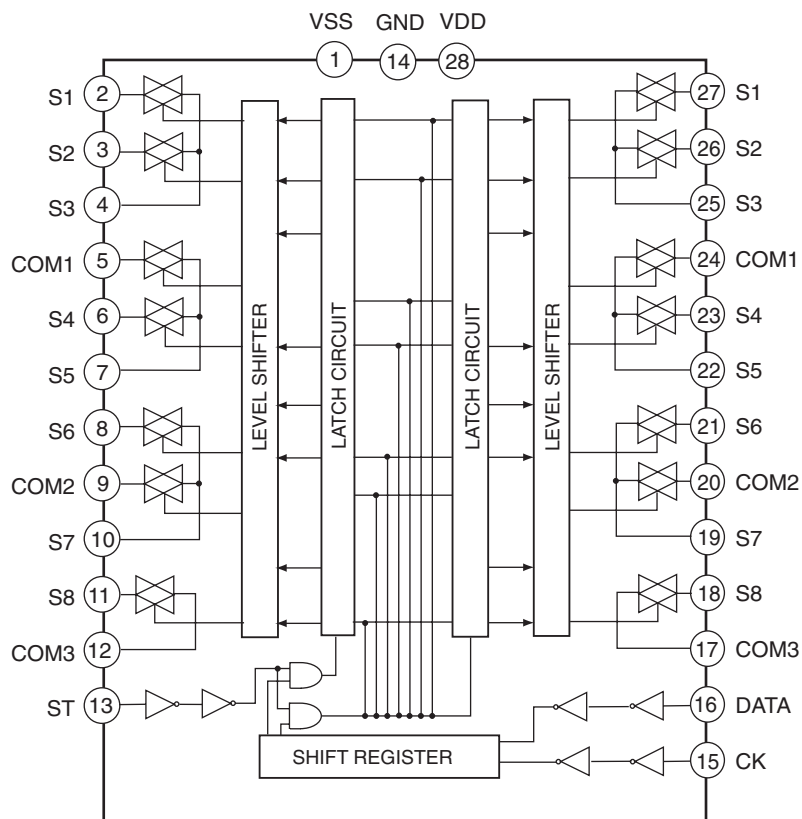 VSS GND VDD
1 14 28
S1 2 27 S1
S2 3 26 S2
S3 4 25 S3
COM1 5 24 COM1
S4 6 23 S4
S5 7 22 S5
S6 8 21 S6
COM2 9 20 COM2
S7 10 19 S7
S8 11 18 S8
COM3 12 17 COM3
ST 13 16 DATA
15 CK
LEVEL SHIFTER
LATCH CIRCUIT
LATCH CIRCUIT
LEVEL SHIFTER
SHIFT REGISTER